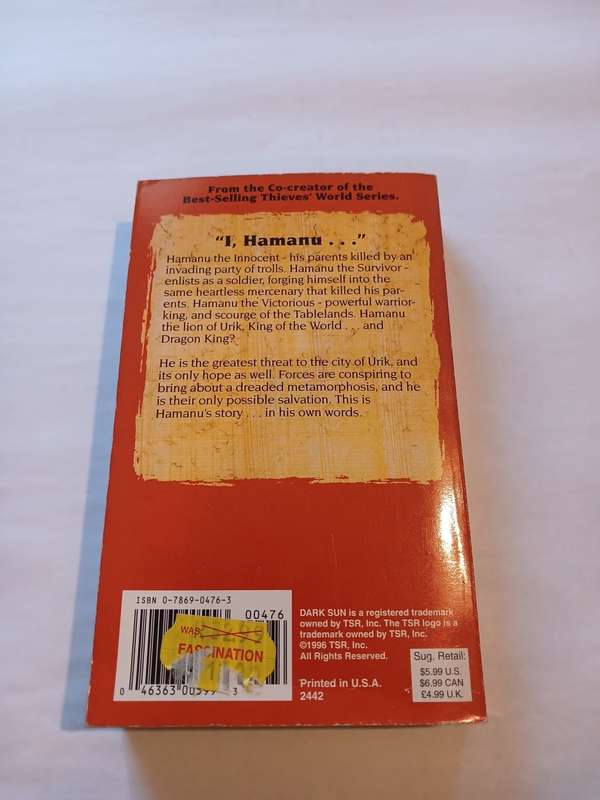 From the Co-creator of the
Best-Selling Thieves' World Series.
"I, Hamanu . . ."
Hamanu the Innocent - his parents killed by an
invading party of trolls. Hamanu the Survivor -
enlists as a soldier, forging himself into the
same heartless mercenary that killed his par-
ents. Hamanu the Victorious - powerful warrior-
king, and scourge of the Tablelands. Hamanu
the lion of Urik, King of the World . . . and
Dragon King?
He is the greatest threat to the city of Urik, and
its only hope as well. Forces are conspiring to
bring about a dreaded metamorphosis, and he
is their only possible salvation. This is
Hamanu's story . . . in his own words.
ISBN 0-7869-0476-3
00476
WAS
FASCINATION
0 46363 00599 3
DARK SUN is a registered trademark
owned by TSR, Inc. The TSR logo is a
trademark owned by TSR, Inc.
©1996 TSR, Inc.
All Rights Reserved.
Printed in U.S.A.
2442
Sug. Retail:
$5.99 U.S.
$6.99 CAN
£4.99 U.K.